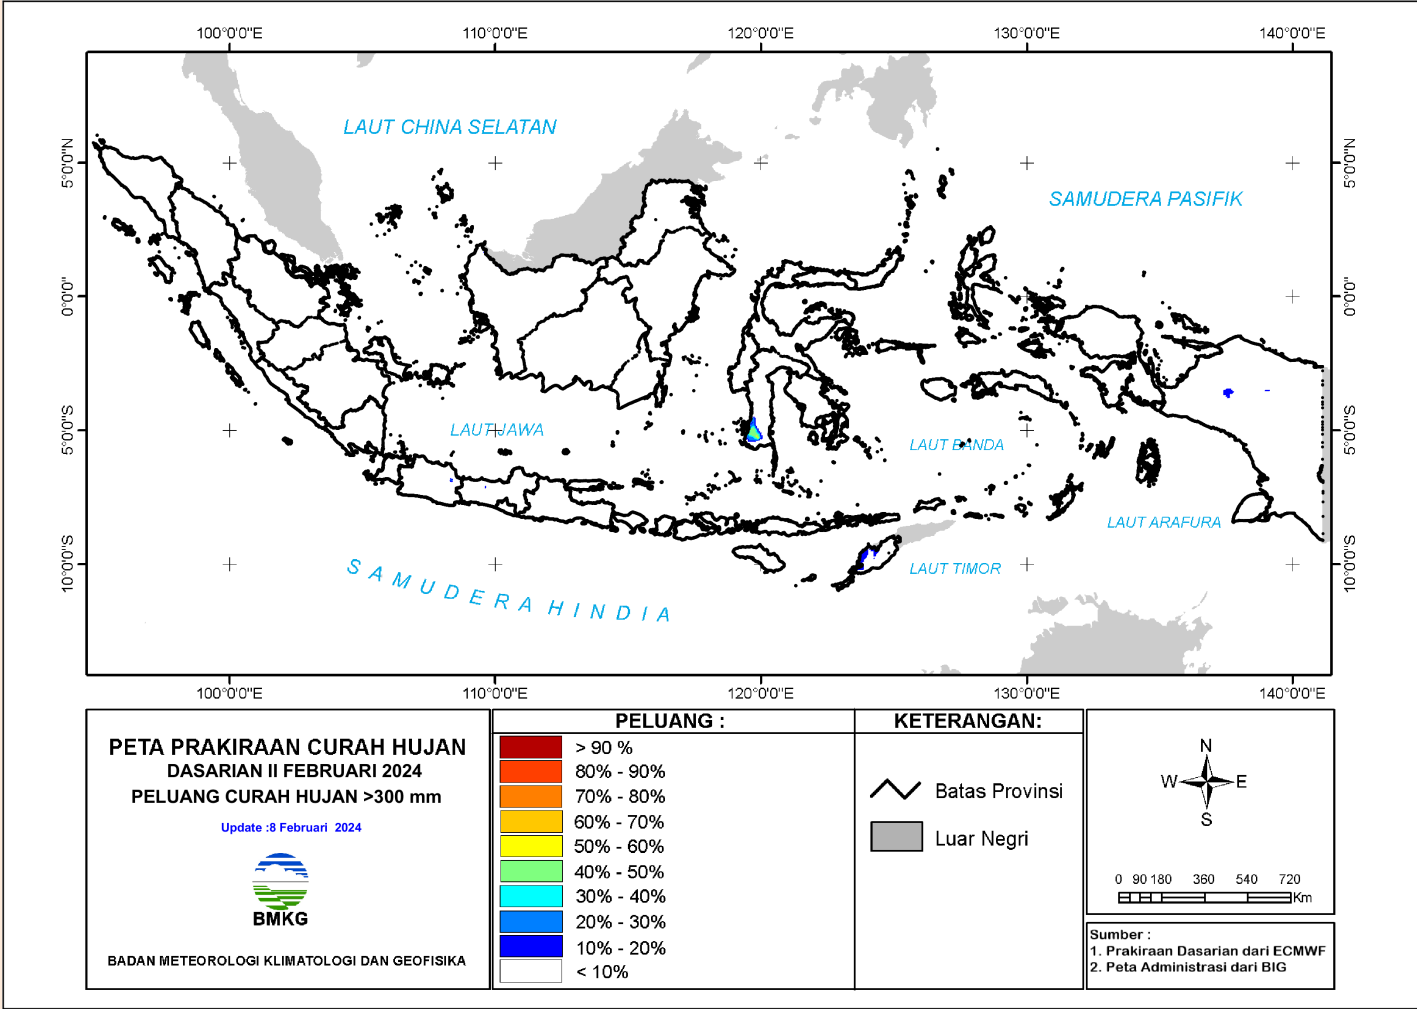 100°0'0"E 110°0'0"E 120°0'0"E 130°0'0"E 140°0'0"E
5°0'0"N
0°0'0"
5°0'0"S
10°0'0"S
5°0'0"N
0°0'0"
5°0'0"S
10°0'0"S
LAUT CHINA SELATAN
SAMUDERA PASIFIK
LAUT JAWA
LAUT BANDA
LAUT ARAFURA
LAUT TIMOR
SAMUDERA HINDIA
100°0'0"E 110°0'0"E 120°0'0"E 130°0'0"E 140°0'0"E
PETA PRAKIRAAN CURAH HUJAN
DASARIAN II FEBRUARI 2024
PELUANG CURAH HUJAN >300 mm
Update :8 Februari 2024
BMKG
BADAN METEOROLOGI KLIMATOLOGI DAN GEOFISIKA
PELUANG :
> 90 %
80% - 90%
70% - 80%
60% - 70%
50% - 60%
40% - 50%
30% - 40%
20% - 30%
10% - 20%
< 10%
KETERANGAN:
Batas Provinsi
Luar Negri
N
W E
S
0 90 180 360 540 720
Km
Sumber :
1. Prakiraan Dasarian dari ECMWF
2. Peta Administrasi dari BIG